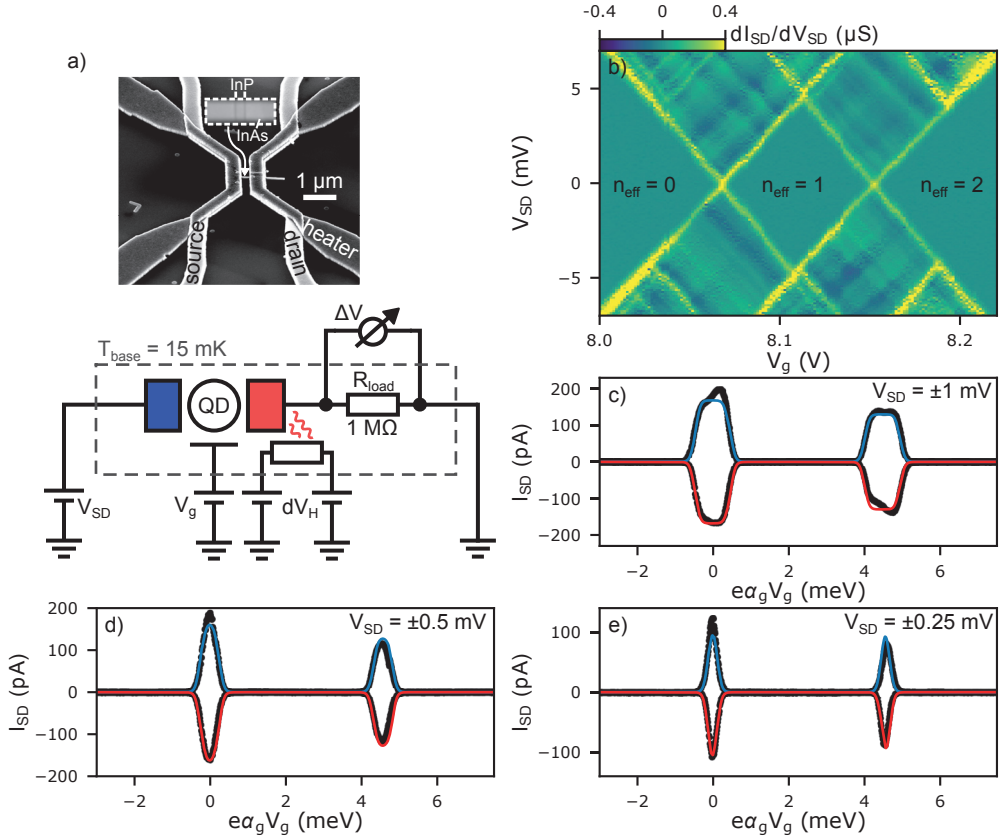 a)
InP
InAs
1 μm
source
drain
heater
-0.4
0.4
dI_SD/dV_SD (μS)
b)
V_SD (mV)
5
0
−5
n_eff = 0
n_eff = 1
n_eff = 2
8.0
8.1
8.2
V_g (V)
ΔV
T_base = 15 mK
QD
R_load
1 MΩ
V_SD
V_g
dV_H
c)
V_SD = ±1 mV
I_SD (pA)
200
100
0
−100
−200
−2
0
2
4
6
eα_gV_g (meV)
d)
V_SD = ±0.5 mV
I_SD (pA)
200
100
0
−100
−200
−2
0
2
4
6
eα_gV_g (meV)
e)
V_SD = ±0.25 mV
I_SD (pA)
100
0
−100
−2
0
2
4
6
eα_gV_g (meV)